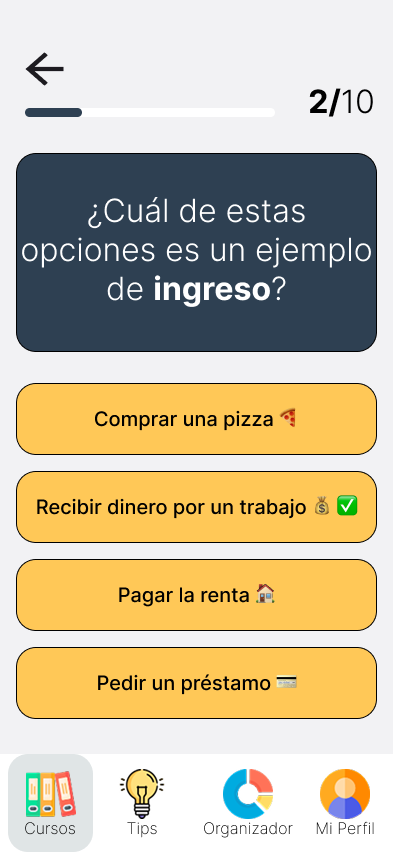 2/10
¿Cuál de estas
opciones es un ejemplo
de ingreso?
Comprar una pizza 🍕
Recibir dinero por un trabajo 💰 ✅
Pagar la renta 🏠
Pedir un préstamo 💳
Cursos
Tips
Organizador
Mi Perfil